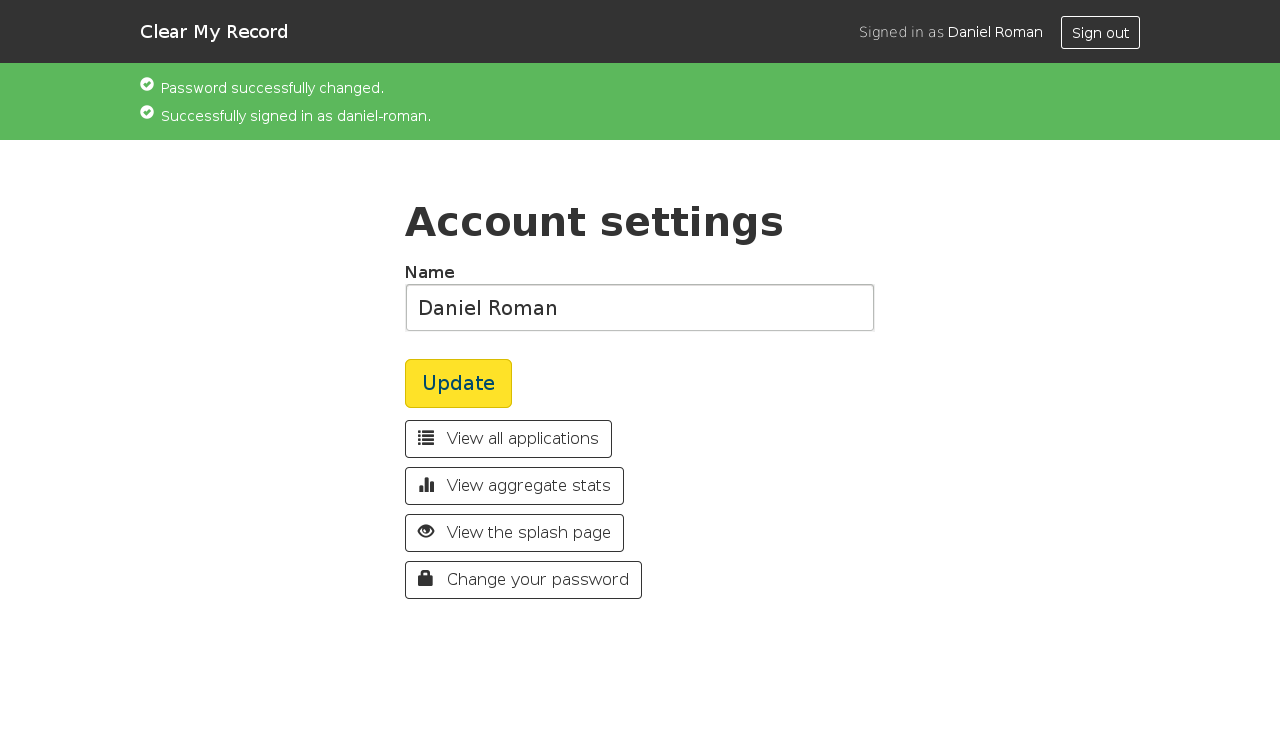 Clear My Record
Signed in as Daniel Roman
Sign out
Password successfully changed.
Successfully signed in as daniel-roman.
Account settings
Name
Daniel Roman
Update
View all applications
View aggregate stats
View the splash page
Change your password